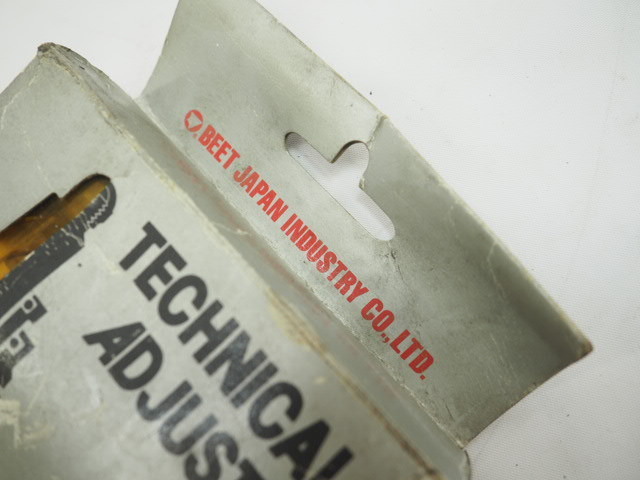 BEET JAPAN INDUSTRY CO.,LTD.
TECHNICAL
ADJUST